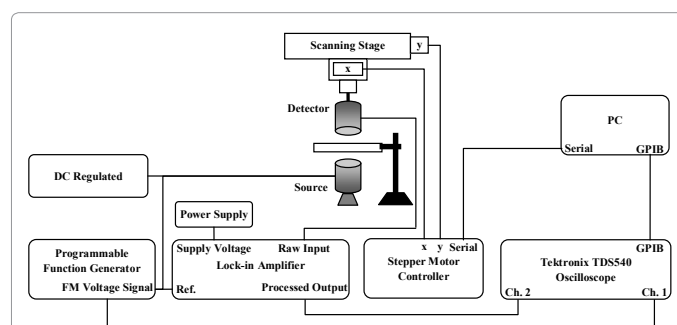 Scanning Stage
y
x
Detector
PC
Serial
GPIB
DC Regulated
Source
Power Supply
Programmable
Function Generator
FM Voltage Signal
Supply Voltage
Raw Input
Lock-in Amplifier
Ref.
Processed Output
x y Serial
Stepper Motor
Controller
GPIB
Tektronix TDS540
Oscilloscope
Ch. 2
Ch. 1